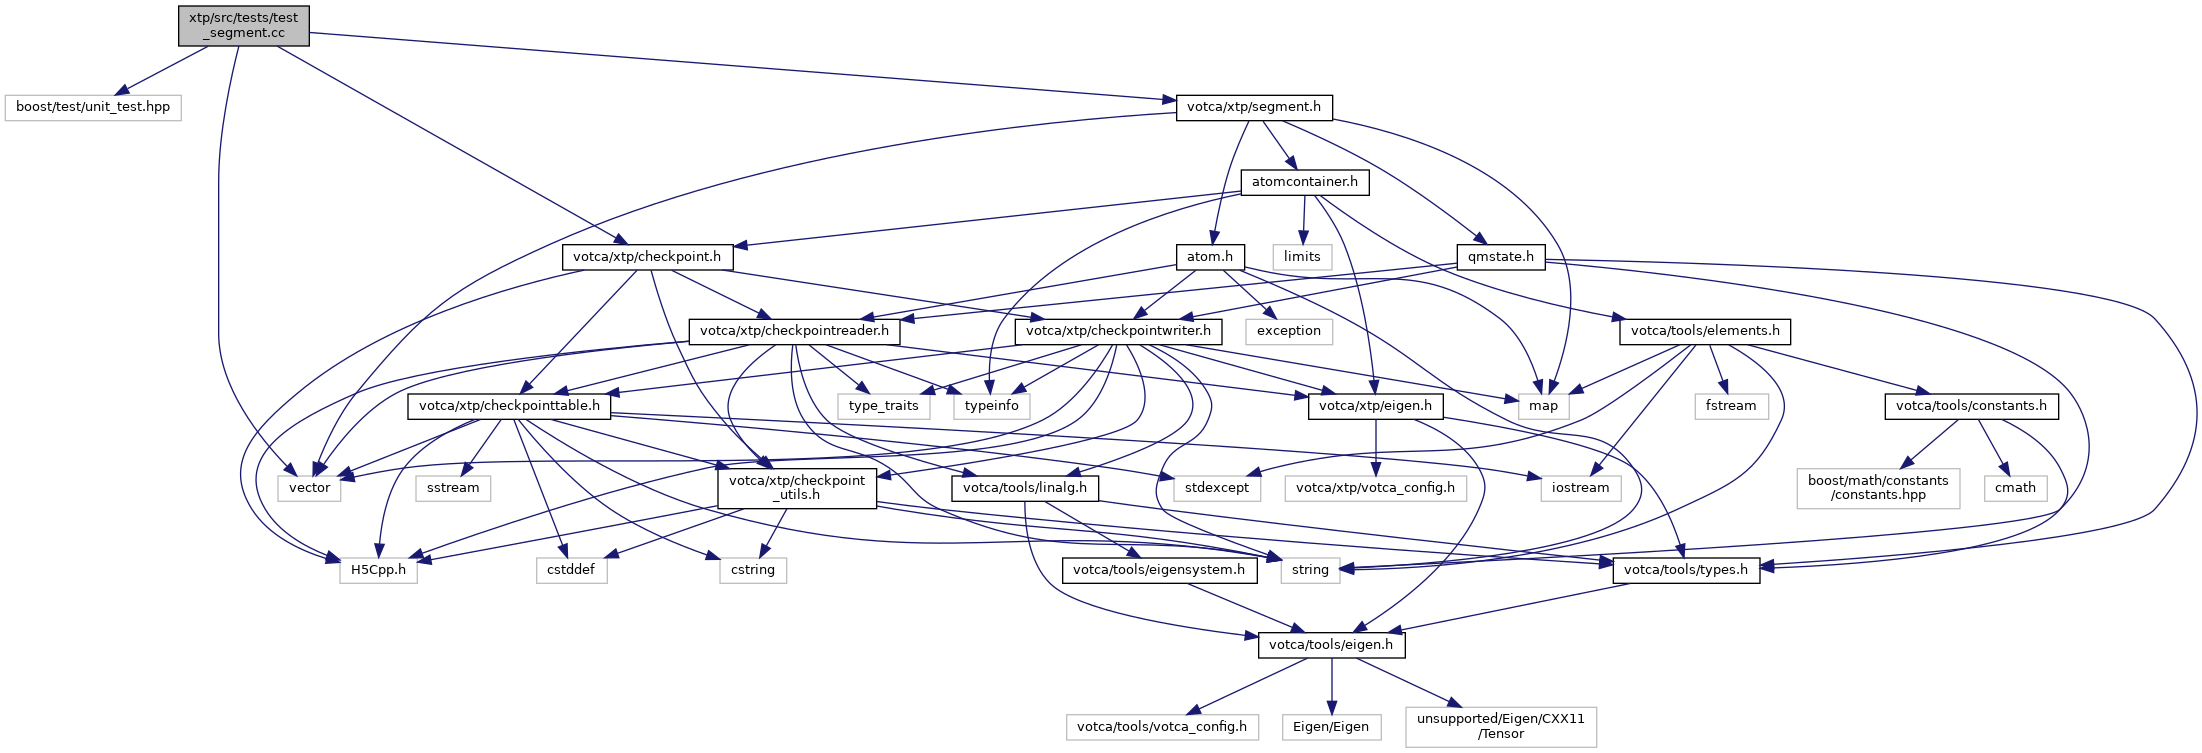 xtp/src/tests/test
_segment.cc
boost/test/unit_test.hpp
votca/xtp/segment.h
atomcontainer.h
votca/xtp/checkpoint.h
atom.h
limits
qmstate.h
votca/xtp/checkpointreader.h
votca/xtp/checkpointwriter.h
exception
votca/tools/elements.h
votca/xtp/checkpointtable.h
type_traits
typeinfo
votca/xtp/eigen.h
map
fstream
votca/tools/constants.h
vector
sstream
votca/xtp/checkpoint
_utils.h
votca/tools/linalg.h
stdexcept
votca/xtp/votca_config.h
iostream
boost/math/constants
/constants.hpp
cmath
H5Cpp.h
cstddef
cstring
votca/tools/eigensystem.h
string
votca/tools/types.h
votca/tools/eigen.h
votca/tools/votca_config.h
Eigen/Eigen
unsupported/Eigen/CXX11
/Tensor